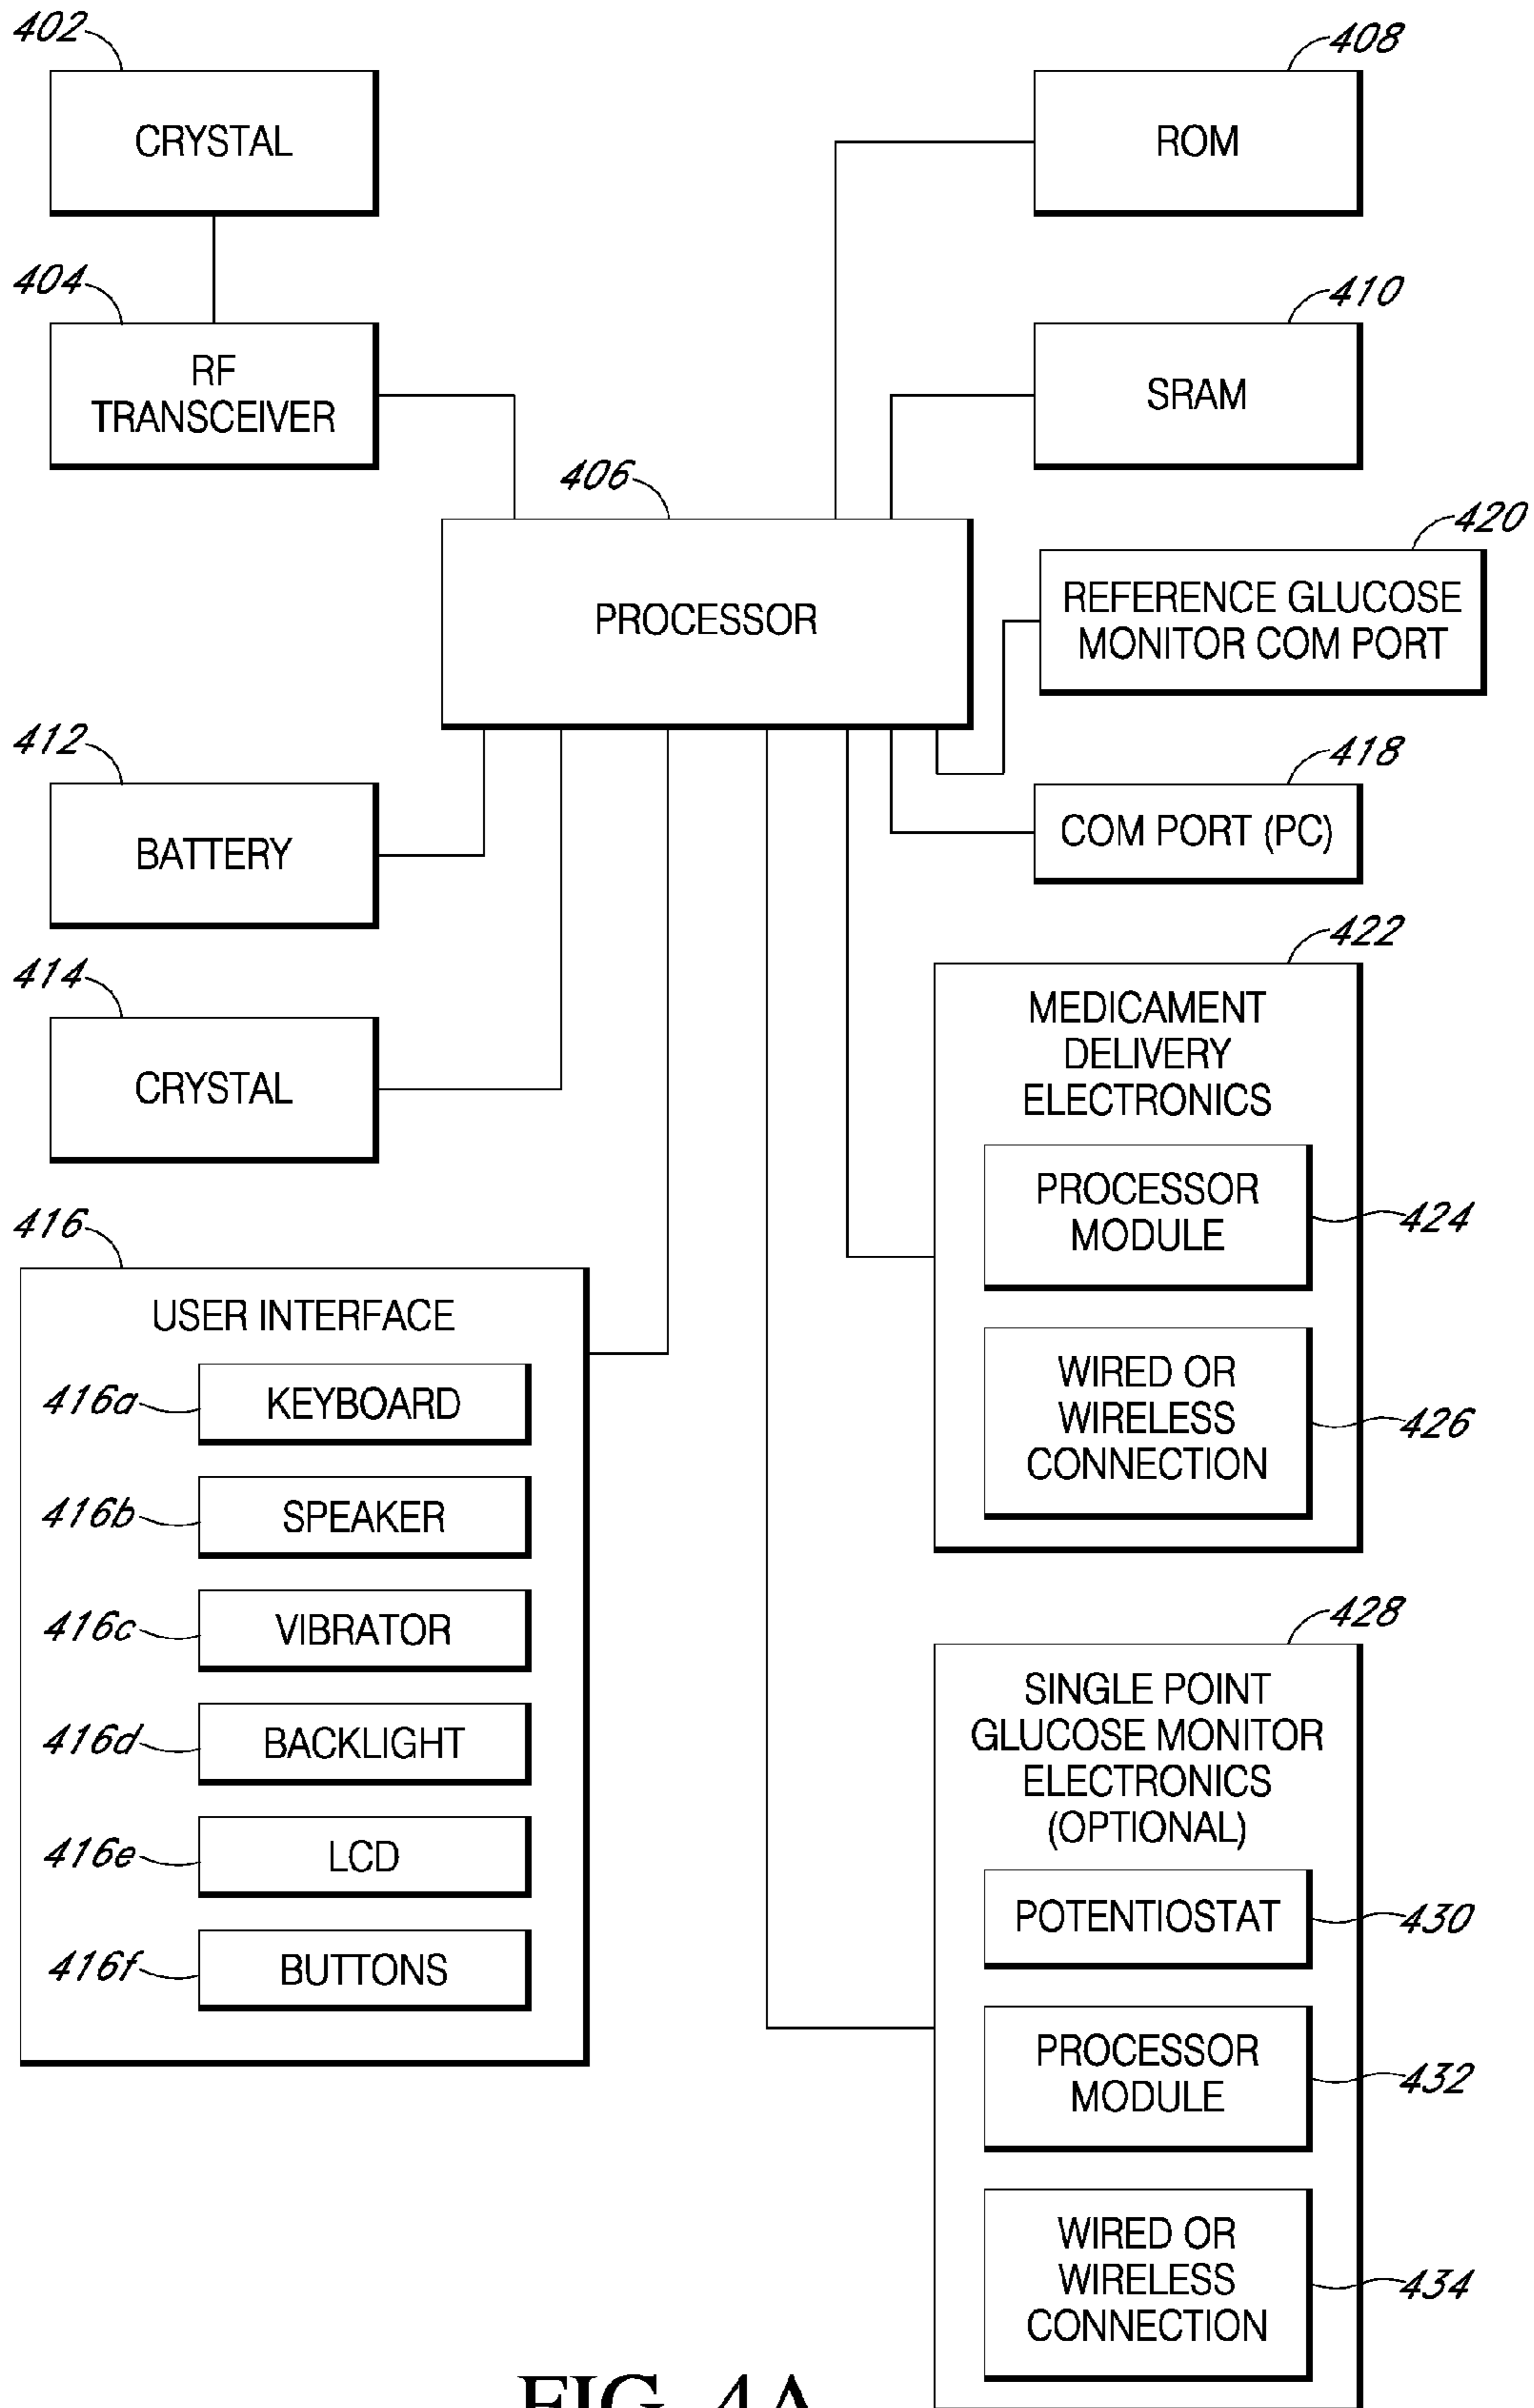 402
CRYSTAL
408
ROM
404
RF
TRANSCEIVER
410
SRAM
406
PROCESSOR
420
REFERENCE GLUCOSE
MONITOR COM PORT
412
BATTERY
418
COM PORT (PC)
414
CRYSTAL
422
MEDICAMENT
DELIVERY
ELECTRONICS
PROCESSOR
MODULE
424
WIRED OR
WIRELESS
CONNECTION
426
416
USER INTERFACE
416a
KEYBOARD
416b
SPEAKER
416c
VIBRATOR
416d
BACKLIGHT
416e
LCD
416f
BUTTONS
428
SINGLE POINT
GLUCOSE MONITOR
ELECTRONICS
(OPTIONAL)
POTENTIOSTAT
430
PROCESSOR
MODULE
432
WIRED OR
WIRELESS
CONNECTION
434
FIG. 4A